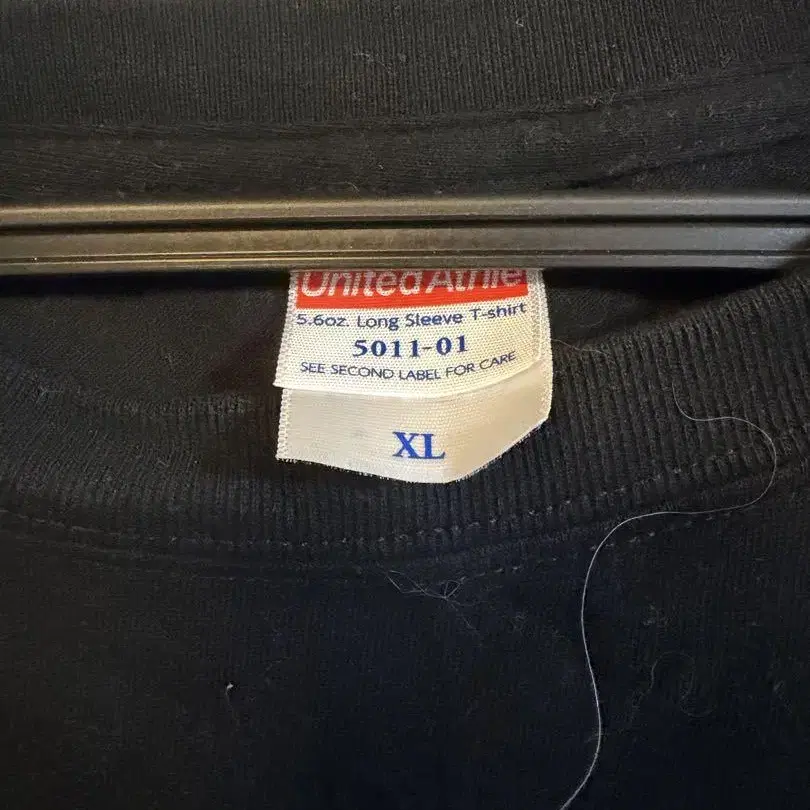 United Athle
5.6oz. Long Sleeve T-shirt
5011-01
SEE SECOND LABEL FOR CARE
XL